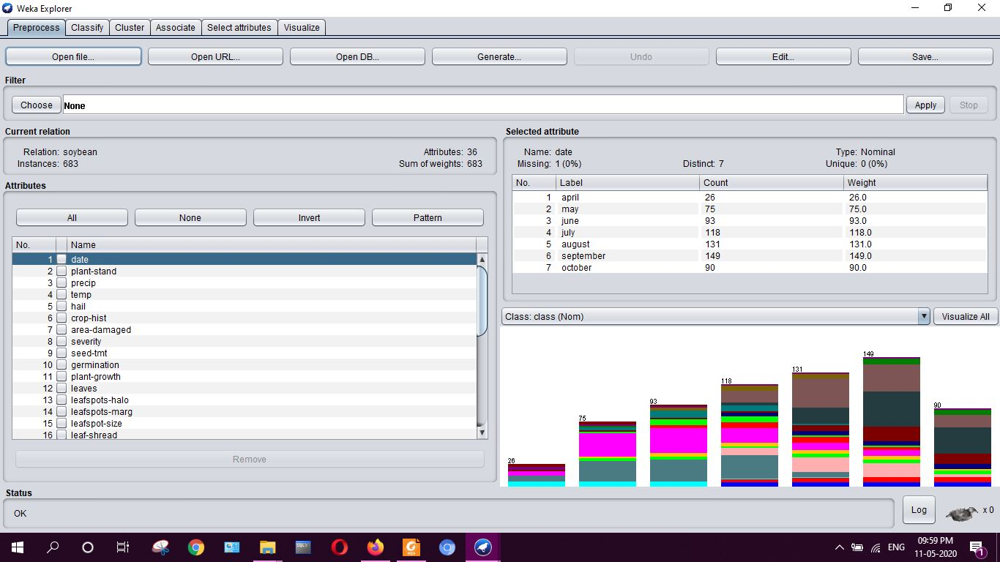 Weka Explorer
Preprocess Classify Cluster Associate Select attributes Visualize
Open file... Open URL... Open DB... Generate... Undo Edit... Save...
Filter
Choose None Apply Stop
Current relation
Relation: soybean Attributes: 36
Instances: 683 Sum of weights: 683
Selected attribute
Name: date Type: Nominal
Missing: 1 (0%) Distinct: 7 Unique: 0 (0%)
No. Label Count Weight
1 april 26 26.0
2 may 75 75.0
3 june 93 93.0
4 july 118 118.0
5 august 131 131.0
6 september 149 149.0
7 october 90 90.0
Attributes
All None Invert Pattern
No. Name
1 date
2 plant-stand
3 precip
4 temp
5 hail
6 crop-hist
7 area-damaged
8 severity
9 seed-tmt
10 germination
11 plant-growth
12 leaves
13 leafspots-halo
14 leafspots-marg
15 leafspot-size
16 leaf-shread
Remove
Class: class (Nom) Visualize All
26 75 93 118 131 149 90
Status
OK
Log x 0
SQL
PDF
ENG
09:59 PM
11-05-2020
1